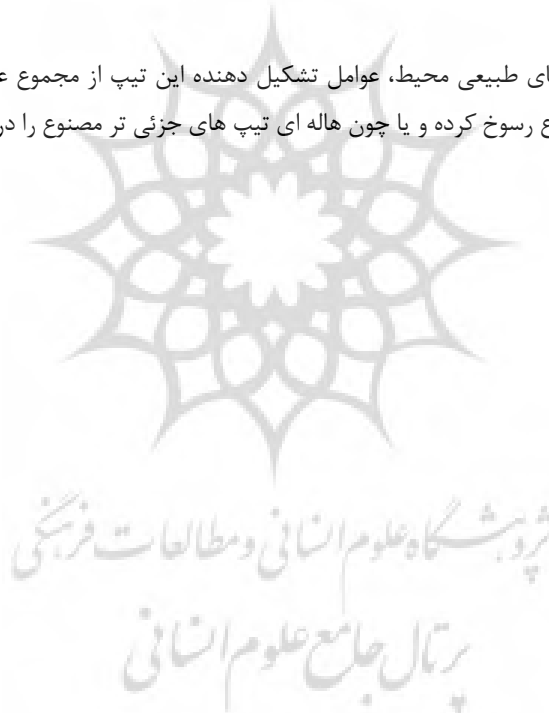 ای طبیعی محیط، عوامل تشکیل دهنده این تیپ از مجموع
رسوخ کرده و یا چون هاله ای تیپ های جزئی تر مصنوع را در
پژوهشگاه علوم انسانی و مطالعات فرهنگی
پرتال جامع علوم انسانی